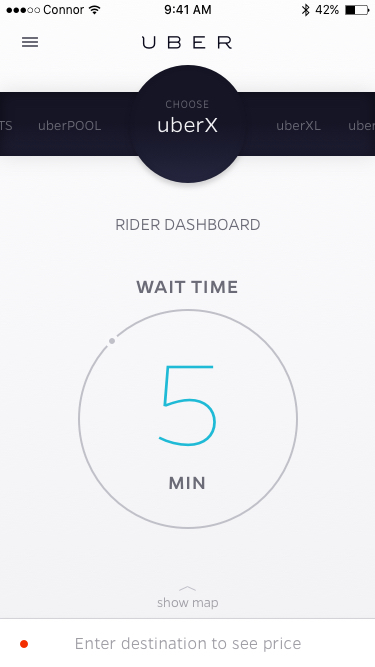 Connor 9:41 AM 42%
UBER
CHOOSE
TS uberPOOL uberX uberXL uber
RIDER DASHBOARD
WAIT TIME
5
MIN
show map
Enter destination to see price